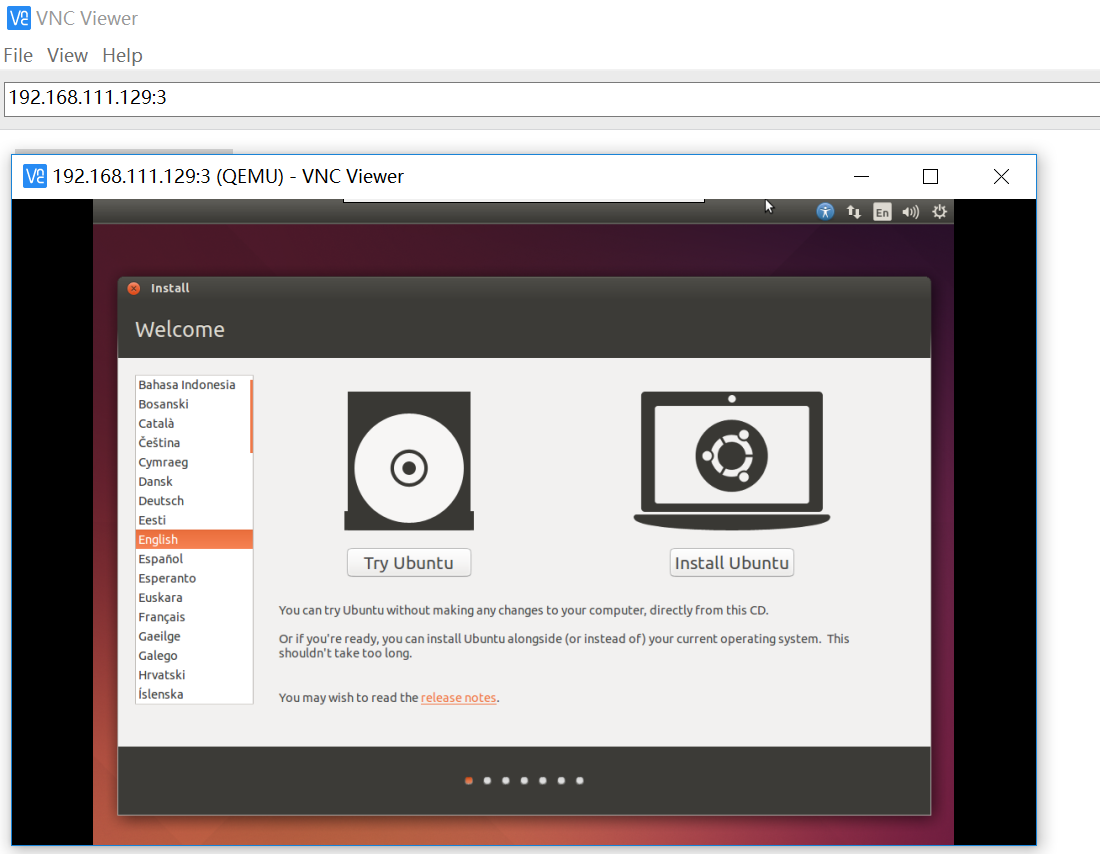 VNC Viewer
File View Help
192.168.111.129:3
192.168.111.129:3 (QEMU) - VNC Viewer
En
Install
Welcome
Bahasa Indonesia
Bosanski
Català
Čeština
Cymraeg
Dansk
Deutsch
Eesti
English
Español
Esperanto
Euskara
Français
Gaeilge
Galego
Hrvatski
Íslenska
Try Ubuntu
Install Ubuntu
You can try Ubuntu without making any changes to your computer, directly from this CD.
Or if you're ready, you can install Ubuntu alongside (or instead of) your current operating system. This
shouldn't take too long.
You may wish to read the release notes.